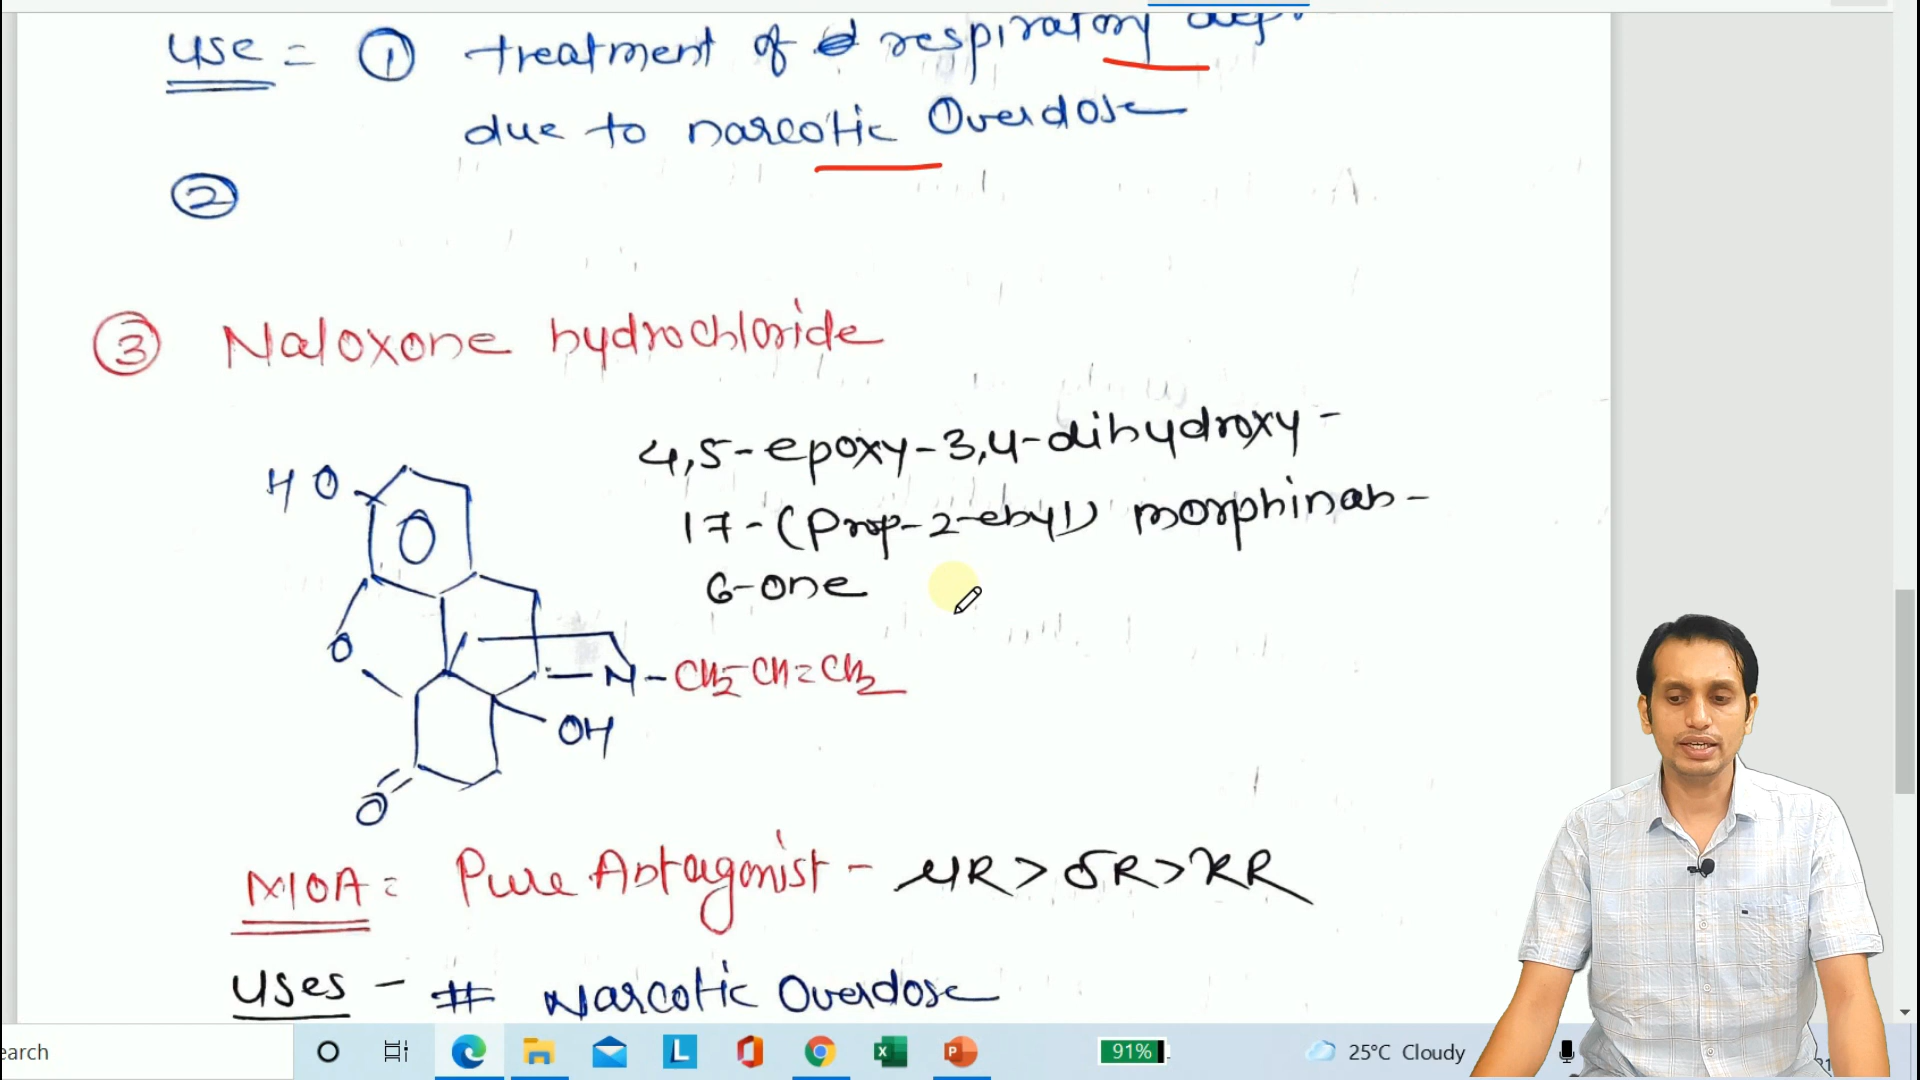 Use = ① treatment of respiratory
due to narcotic Overdose
②
③ Naloxone hydrochloride
4,5-epoxy-3,4-dihydroxy-
17-(Prop-2-enyl) morphinan-
6-one
HO
O
N-CH2-CH=CH2
OH
O
MOA = Pure Antagonist - μR > δR > κR
Uses - # Narcotic Overdose
earch
91%
25°C Cloudy